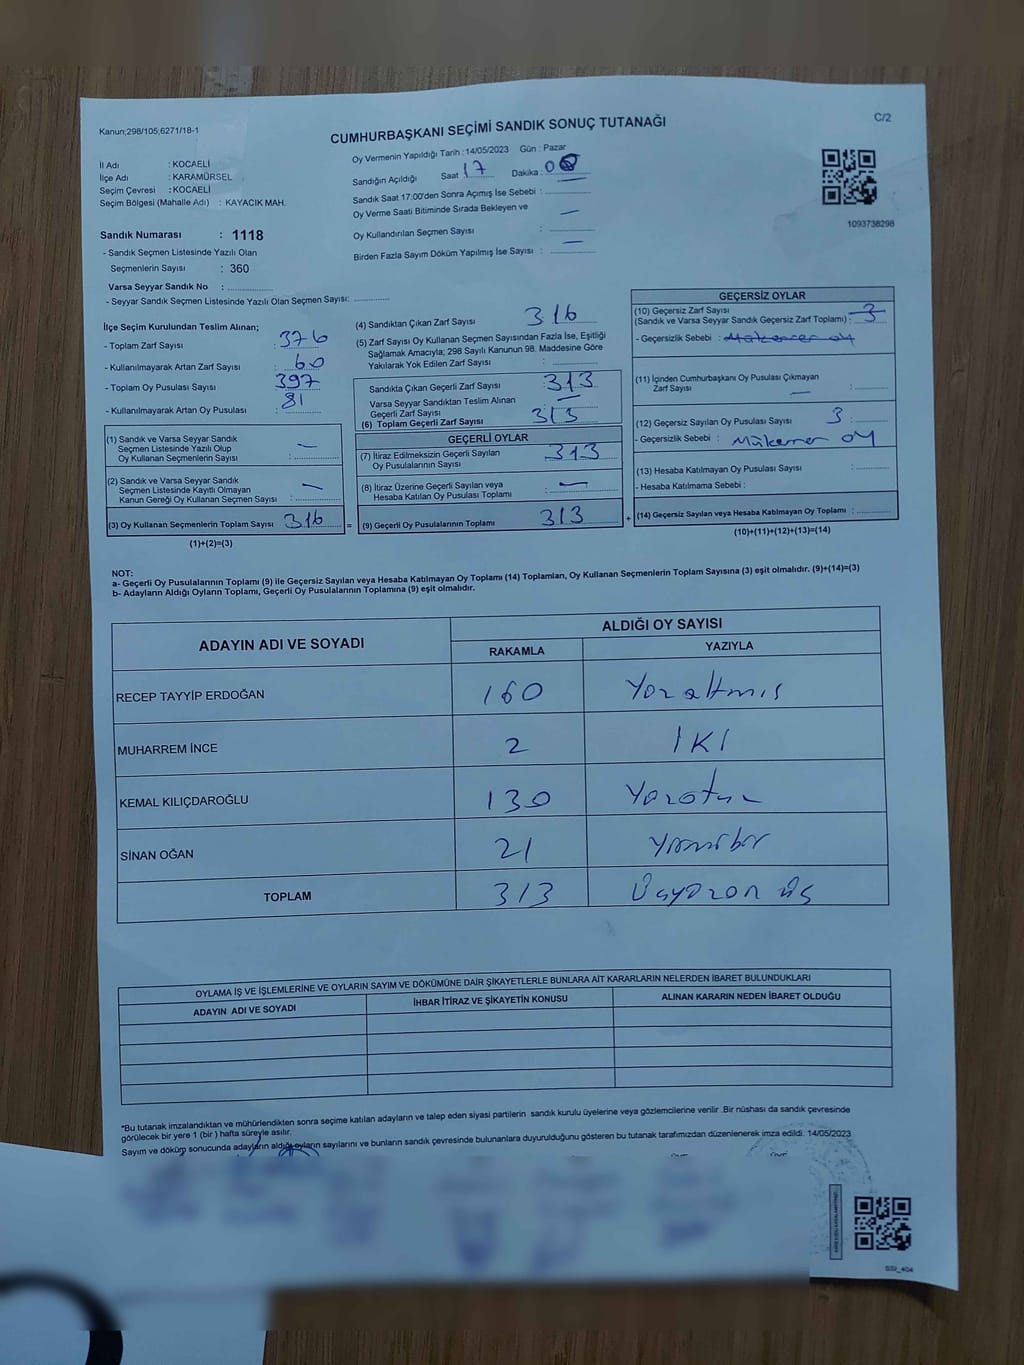 Kanun;298/105,6271/18-1
CUMHURBAŞKANI SEÇİMİ SANDIK SONUÇ TUTANAĞI
C/2
Oy Vermenin Yapıldığı Tarih : 14/05/2023 Gün : Pazar
İl Adı : KOCAELİ
İlçe Adı : KARAMÜRSEL
Seçim Çevresi : KOCAELİ
Seçim Bölgesi (Mahalle Adı) : KAYACIK MAH.
Sandığın Açıldığı Saat 17 Dakika : 00
Sandık Saat 17:00'den Sonra Açımış İse Sebebi :
Oy Verme Saati Bitiminde Sırada Bekleyen ve
Oy Kullandırılan Seçmen Sayısı : —
Birden Fazla Sayım Döküm Yapılmış İse Sayısı : —
1093738298
Sandık Numarası : 1118
- Sandık Seçmen Listesinde Yazılı Olan
Seçmenlerin Sayısı : 360
Varsa Seyyar Sandık No :
- Seyyar Sandık Seçmen Listesinde Yazılı Olan Seçmen Sayısı:
İlçe Seçim Kurulundan Teslim Alınan;
- Toplam Zarf Sayısı : 376
- Kullanılmayarak Artan Zarf Sayısı : 60
- Toplam Oy Pusulası Sayısı : 397
- Kullanılmayarak Artan Oy Pusulası : 81
(1) Sandık ve Varsa Seyyar Sandık
Seçmen Listesinde Yazılı Olup
Oy Kullanan Seçmenlerin Sayısı : —
(2) Sandık ve Varsa Seyyar Sandık
Seçmen Listesinde Kayıtlı Olmayan
Kanun Gereği Oy Kullanan Seçmen Sayısı : —
(3) Oy Kullanan Seçmenlerin Toplam Sayısı : 316 =
(1)+(2)=(3)
(4) Sandıktan Çıkan Zarf Sayısı : 316
(5) Zarf Sayısı Oy Kullanan Seçmen Sayısından Fazla İse, Eşitliği
Sağlamak Amacıyla; 298 Sayılı Kanunun 98. Maddesine Göre
Yakılarak Yok Edilen Zarf Sayısı :
Sandıkta Çıkan Geçerli Zarf Sayısı : 313
Varsa Seyyar Sandıktan Teslim Alınan
Geçerli Zarf Sayısı : —
(6) Toplam Geçerli Zarf Sayısı : 313
GEÇERLİ OYLAR
(7) İtiraz Edilmeksizin Geçerli Sayılan
Oy Pusulalarının Sayısı : 313
(8) İtiraz Üzerine Geçerli Sayılan veya
Hesaba Katılan Oy Pusulası Toplamı : —
(9) Geçerli Oy Pusulalarının Toplamı : 313 +
GEÇERSİZ OYLAR
(10) Geçersiz Zarf Sayısı
(Sandık ve Varsa Seyyar Sandık Geçersiz Zarf Toplamı) : 3
- Geçersizlik Sebebi : Mükerrer oy
(11) İçinden Cumhurbaşkanı Oy Pusulası Çıkmayan
Zarf Sayısı : —
(12) Geçersiz Sayılan Oy Pusulası Sayısı : 3
- Geçersizlik Sebebi : Mükerrer oy
(13) Hesaba Katılmayan Oy Pusulası Sayısı :
- Hesaba Katılmama Sebebi :
(14) Geçersiz Sayılan veya Hesaba Katılmayan Oy Toplamı :
(10)+(11)+(12)+(13)=(14)
NOT:
a- Geçerli Oy Pusulalarının Toplamı (9) ile Geçersiz Sayılan veya Hesaba Katılmayan Oy Toplamı (14) Toplamları, Oy Kullanan Seçmenlerin Toplam Sayısına (3) eşit olmalıdır. (9)+(14)=(3)
b- Adayların Aldığı Oyların Toplamı, Geçerli Oy Pusulalarının Toplamına (9) eşit olmalıdır.
ADAYIN ADI VE SOYADI ALDIĞI OY SAYISI
RAKAMLA YAZIYLA
RECEP TAYYİP ERDOĞAN 160 Yüzaltmış
MUHARREM İNCE 2 İKİ
KEMAL KILIÇDAROĞLU 130 Yüzotuz
SİNAN OĞAN 21 Yirmibir
TOPLAM 313 Üçyüzon üç
OYLAMA İŞ VE İŞLEMLERİNE VE OYLARIN SAYIM VE DÖKÜMÜNE DAİR ŞİKAYETLERLE BUNLARA AİT KARARLARIN NELERDEN İBARET BULUNDUKLARI
ADAYIN ADI VE SOYADI İHBAR İTİRAZ VE ŞİKAYETİN KONUSU ALINAN KARARIN NEDEN İBARET OLDUĞU
*Bu tutanak imzalandıktan ve mühürlendikten sonra seçime katılan adayların ve talep eden siyasi partilerin sandık kurulu üyelerine veya gözlemcilerine verilir .Bir nüshası da sandık çevresinde
görülecek bir yere 1 (bir ) hafta süreyle asılır.
Sayım ve döküm sonucunda adayların aldığı oyların sayılarını ve bunların sandık çevresinde bulunanlara duyurulduğunu gösteren bu tutanak tarafımızdan düzenlenerek imza edildi. 14/05/2023
SSI_404